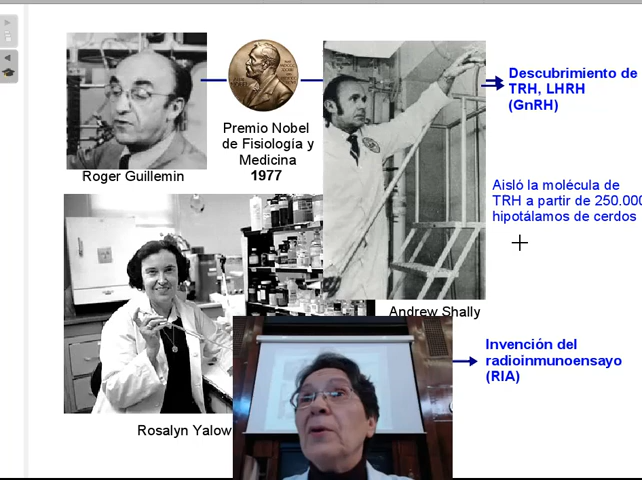 Descubrimiento de
TRH, LHRH
(GnRH)
Premio Nobel
de Fisiología y
Medicina
1977
Roger Guillemin
Aisló la molécula de
TRH a partir de 250.000
hipotálamos de cerdos
Andrew Shally
Invención del
radioinmunoensayo
(RIA)
Rosalyn Yalow